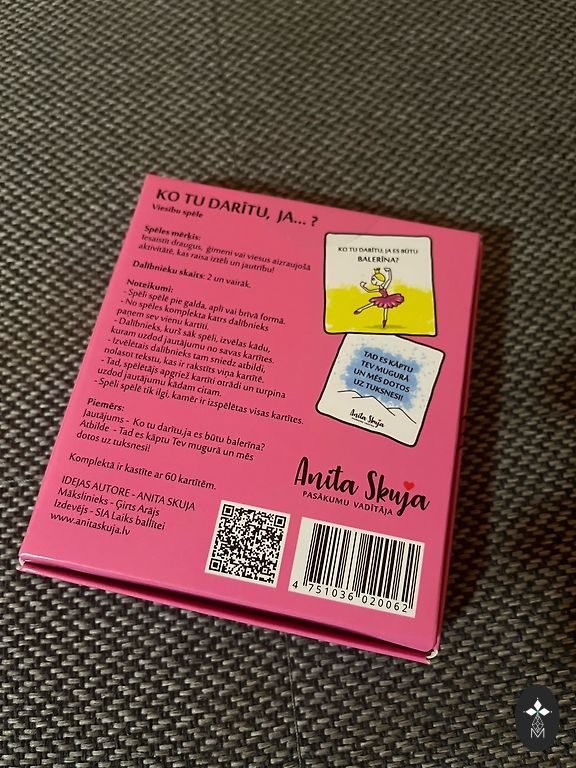 KO TU DARĪTU, JA... ?
Viesību spēle
Spēles mērķis:
Iesaistīt draugus, ģimeni vai viesus aizraujošā
aktivitātē, kas raisa izteli un jautrību!
Dalībnieku skaits: 2 un vairāk.
Noteikumi:
- Spēli spēlē pie galda, aplī vai brīvā formā.
- No spēles komplekta katrs dalībnieks
paņem sev vienu kartīti.
- Dalībnieks, kurš sāk spēli, izvēlas kādu,
kuram uzdod jautājumu no savas kartītes.
- Izvēlētais dalībnieks tam sniedz atbildi,
nolasot tekstu, kas ir rakstīts viņa kartītē.
- Tad, spēlētājs apgriež kartīti otrādi un turpina
uzdod jautājumu kādam citam.
- Spēli spēlē tik ilgi, kamēr ir izspēlētas visas kartītes.
Piemērs:
Jautājums - Ko tu darītu,ja es būtu balerīna?
Atbilde - Tad es kāptu Tev mugurā un mēs
dotos uz tuksnesi!
Komplektā ir kastīte ar 60 kartītēm.
IDEJAS AUTORE - ANITA SKUJA
Mākslinieks - Ģirts Arājs
Izdevējs - SIA Laiks ballītei
www.anitaskuja.lv
KO TU DARĪTU, JA ES BŪTU
BALERĪNA?
TAD ES KĀPTU
TEV MUGURĀ
UN MĒS DOTOS
UZ TUKSNESI!
Anita Skuja
Anita Skuja
PASĀKUMU VADĪTĀJA
4 751036 020062
M